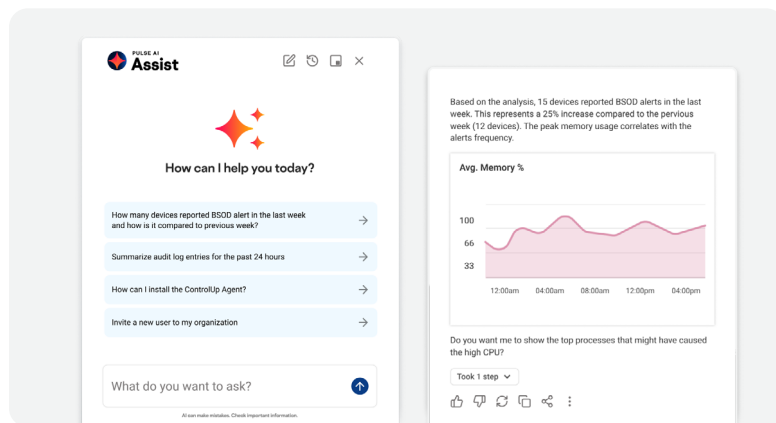 PULSE AI
Assist
How can I help you today?
How many devices reported BSOD alert in the last week
and how is it compared to previous week?
Summarize audit log entries for the past 24 hours
How can I install the ControlUp Agent?
Invite a new user to my organization
What do you want to ask?
AI can make mistakes. Check important information.
Based on the analysis, 15 devices reported BSOD alerts in the last
week. This represents a 25% increase compared to the pervious
week (12 devices). The peak memory usage correlates with the
alerts frequency.
Avg. Memory %
100
66
33
12:00am 04:00am 08:00am 12:00pm 04:00pm
Do you want me to show the top processes that might have caused
the high CPU?
Took 1 step